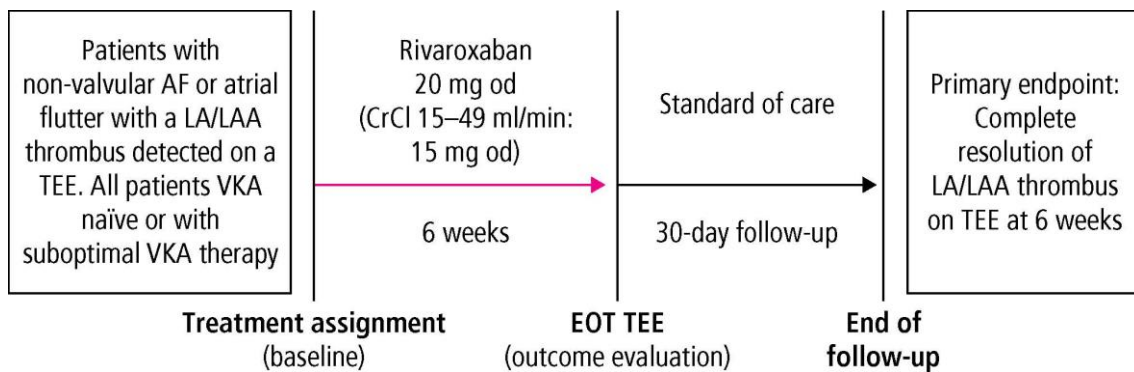 Patients with
non-valvular AF or atrial
flutter with a LA/LAA
thrombus detected on a
TEE. All patients VKA
naïve or with
suboptimal VKA therapy
Rivaroxaban
20 mg od
(CrCl 15–49 ml/min:
15 mg od)
6 weeks
Standard of care
30-day follow-up
Primary endpoint:
Complete
resolution of
LA/LAA thrombus
on TEE at 6 weeks
Treatment assignment
(baseline)
EOT TEE
(outcome evaluation)
End of
follow-up